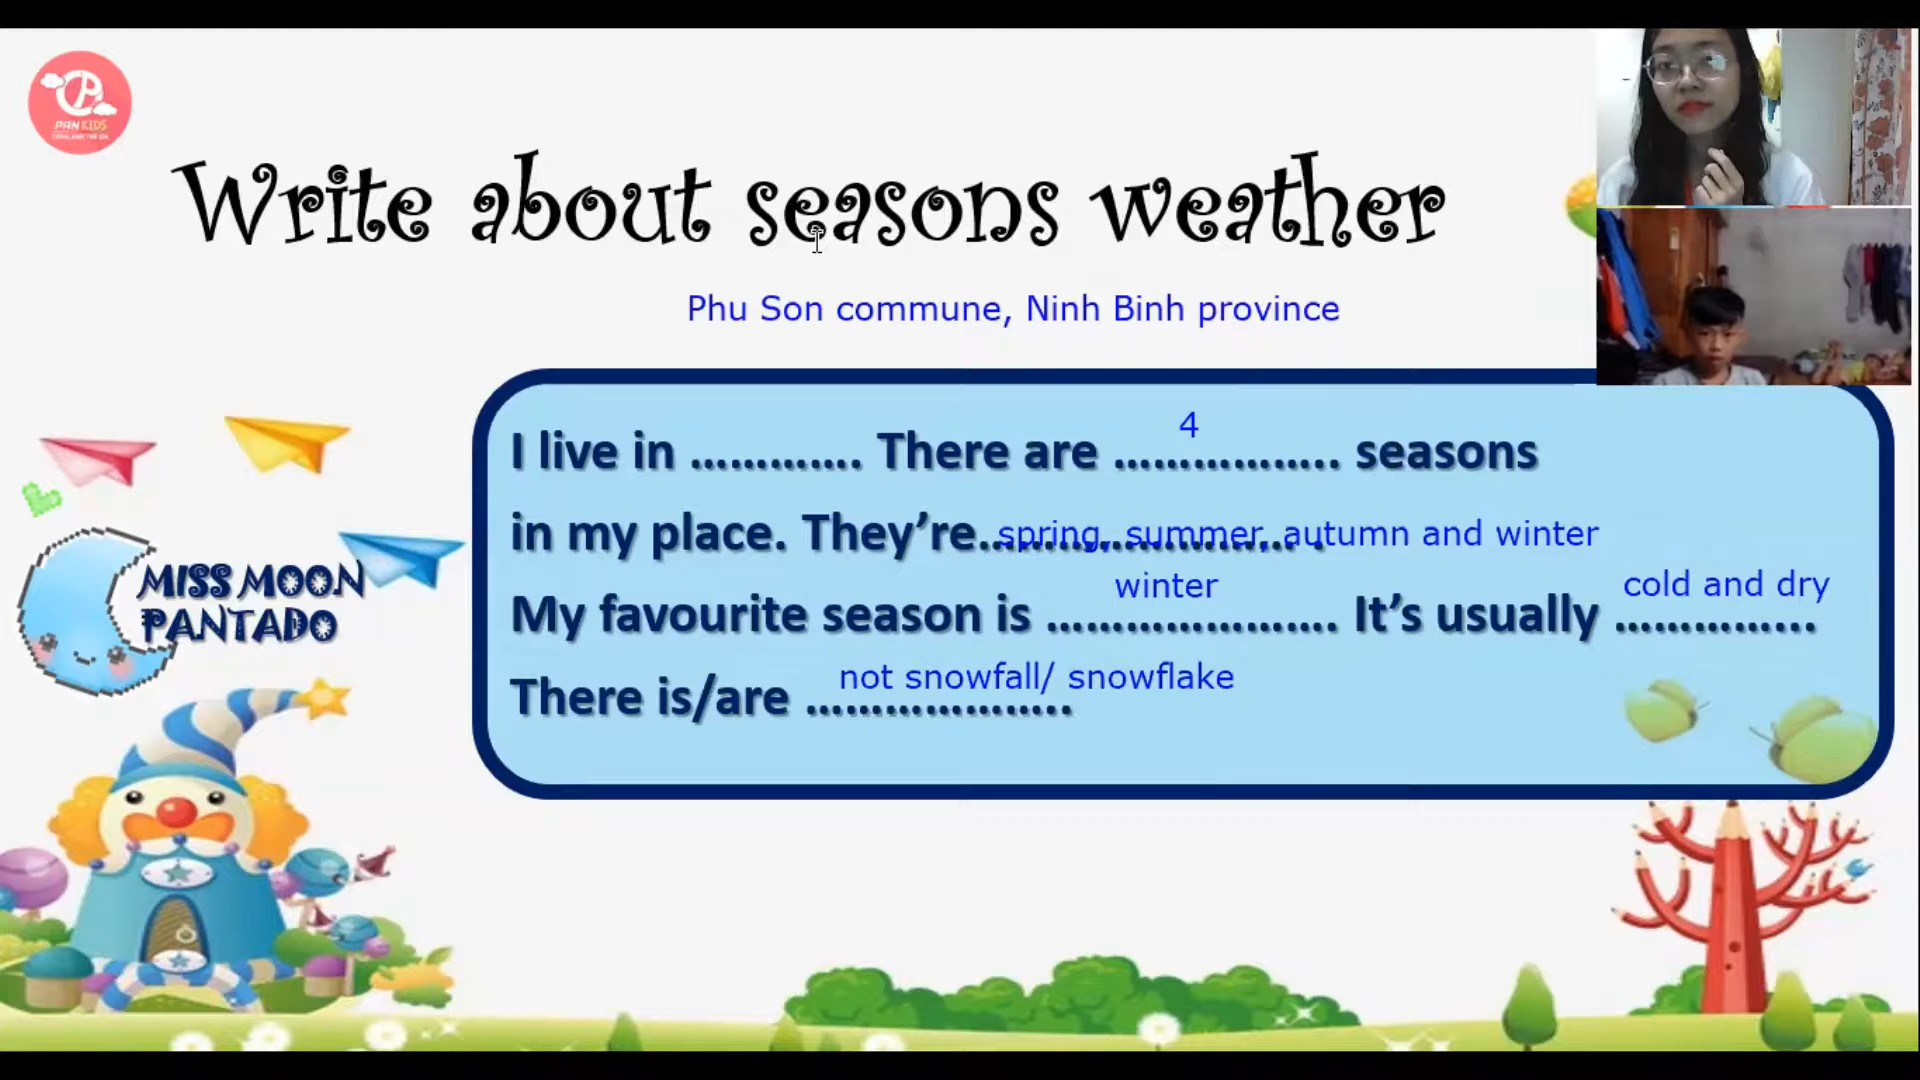 PANKIDS
Write about seasons weather
Phu Son commune, Ninh Binh province
4
I live in …………. There are …………….. seasons
in my place. They’re…………………… .
spring, summer, autumn and winter
winter
cold and dry
My favourite season is …………………. It’s usually …………...
not snowfall/ snowflake
There is/are ………………..
MISS MOON
PANTADO